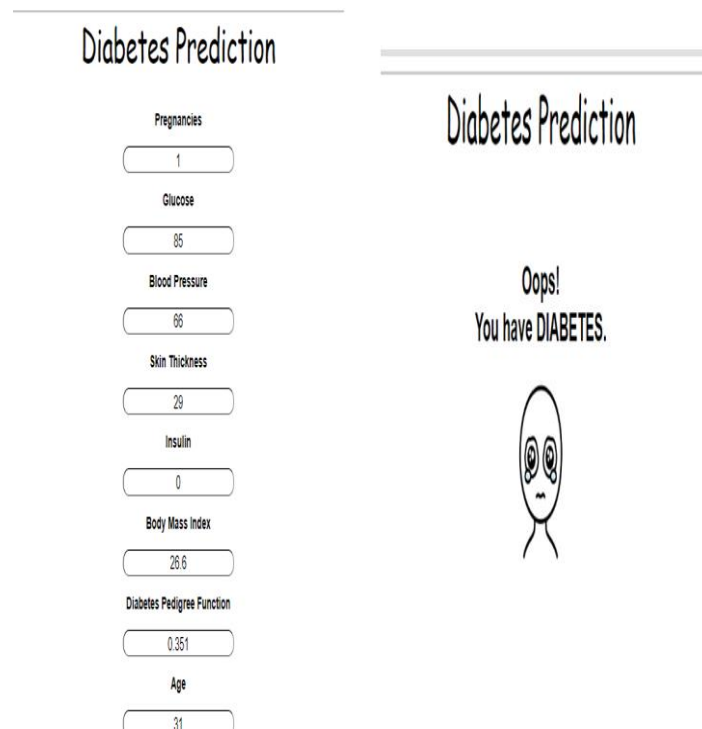 Diabetes Prediction
Pregnancies
1
Glucose
85
Blood Pressure
66
Skin Thickness
29
Insulin
0
Body Mass Index
26.6
Diabetes Pedigree Function
0.351
Age
31
Diabetes Prediction
Oops!
You have DIABETES.